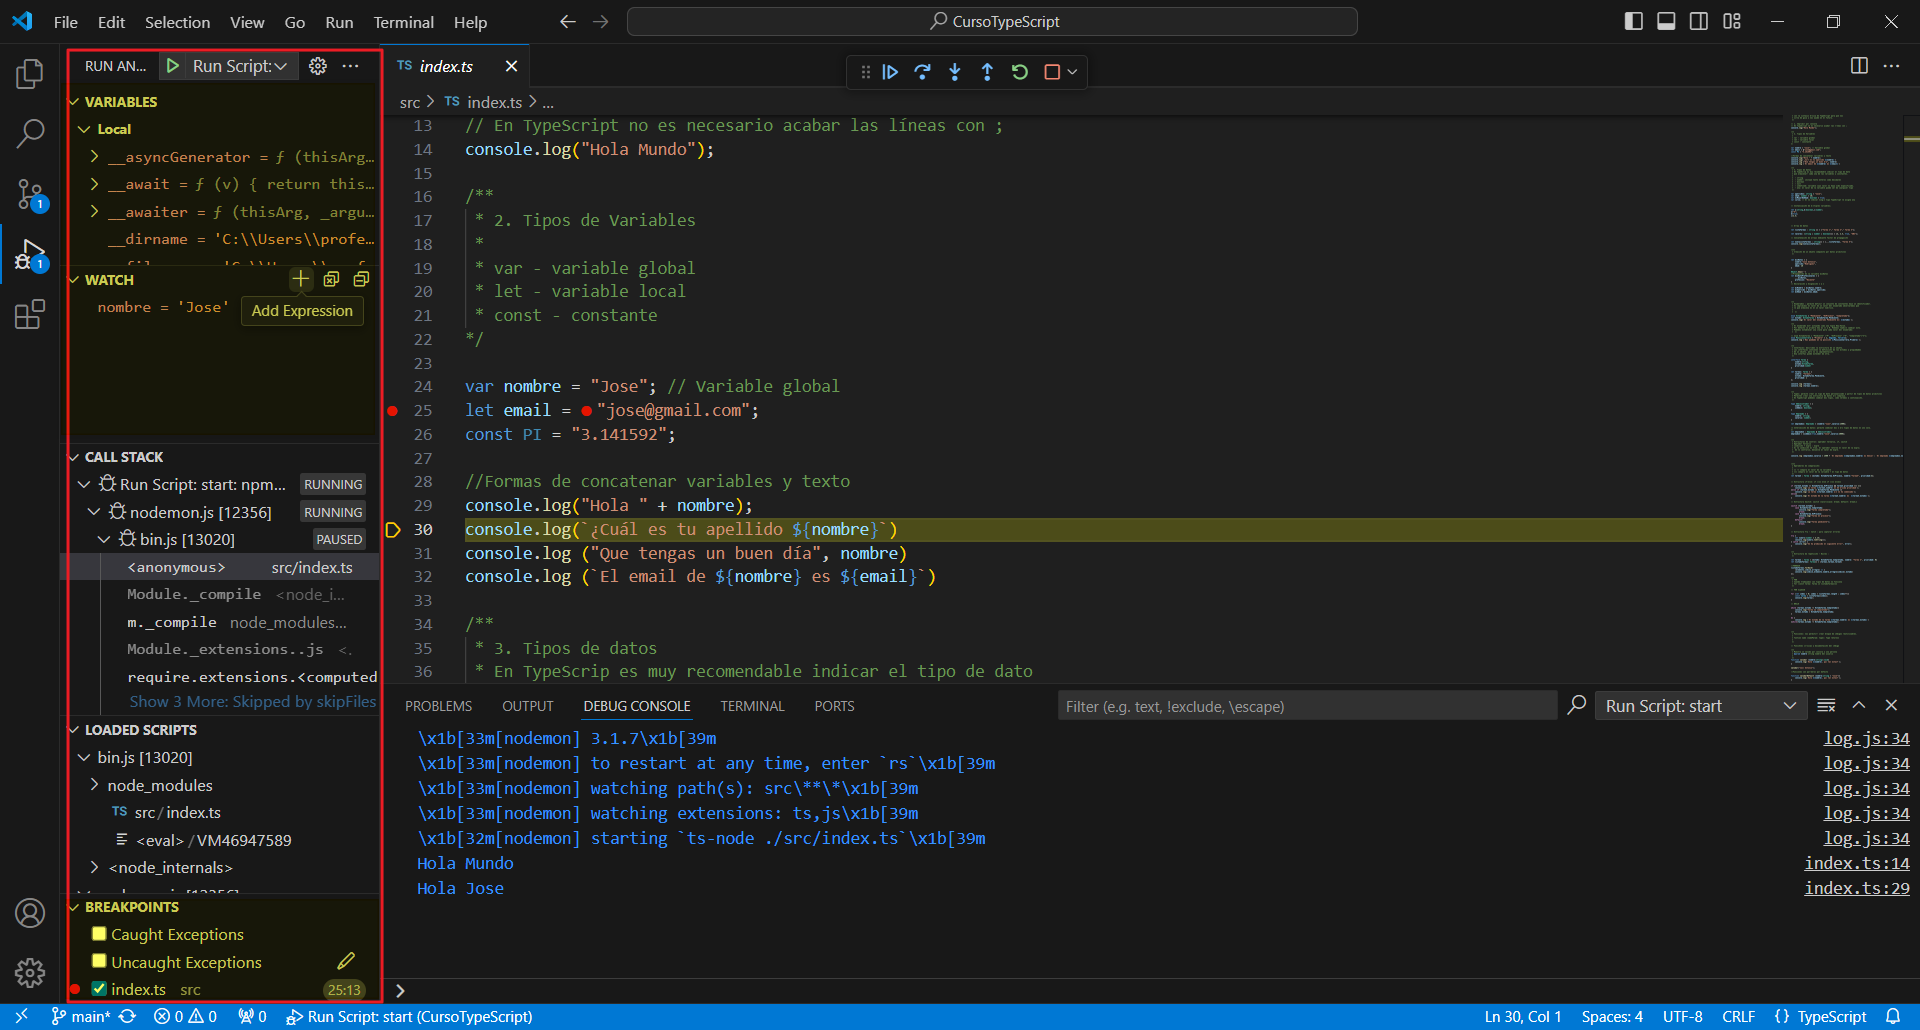 File Edit Selection View Go Run Terminal Help
CursoTypeScript
RUN AN... Run Script:
VARIABLES
Local
__asyncGenerator = ƒ (thisArg…
__await = ƒ (v) { return this…
__awaiter = ƒ (thisArg, _argu…
__dirname = 'C:\\Users\\profe…
WATCH
nombre = 'Jose'
Add Expression
CALL STACK
Run Script: start: npm... RUNNING
nodemon.js [12356] RUNNING
bin.js [13020] PAUSED
<anonymous> src/index.ts
Module._compile <node_i...
m._compile node_modules...
Module._extensions..js <.
require.extensions.<computed
Show 3 More: Skipped by skipFiles
LOADED SCRIPTS
bin.js [13020]
node_modules
TS src/index.ts
<eval>/VM46947589
<node_internals>
BREAKPOINTS
Caught Exceptions
Uncaught Exceptions
index.ts src 25:13
TS index.ts
src > TS index.ts > ...
13 // En TypeScript no es necesario acabar las líneas con ;
14 console.log("Hola Mundo");
15
16 /**
17 * 2. Tipos de Variables
18 *
19 * var - variable global
20 * let - variable local
21 * const - constante
22 */
23
24 var nombre = "Jose"; // Variable global
25 let email = "jose@gmail.com";
26 const PI = "3.141592";
27
28 //Formas de concatenar variables y texto
29 console.log("Hola " + nombre);
30 console.log(`¿Cuál es tu apellido ${nombre}`)
31 console.log ("Que tengas un buen día", nombre)
32 console.log (`El email de ${nombre} es ${email}`)
33
34 /**
35 * 3. Tipos de datos
36 * En TypeScrip es muy recomendable indicar el tipo de dato
PROBLEMS OUTPUT DEBUG CONSOLE TERMINAL PORTS
Filter (e.g. text, !exclude, \escape)
Run Script: start
\x1b[33m[nodemon] 3.1.7\x1b[39m log.js:34
\x1b[33m[nodemon] to restart at any time, enter `rs`\x1b[39m log.js:34
\x1b[33m[nodemon] watching path(s): src\**\*\x1b[39m log.js:34
\x1b[33m[nodemon] watching extensions: ts,js\x1b[39m log.js:34
\x1b[32m[nodemon] starting `ts-node ./src/index.ts`\x1b[39m log.js:34
Hola Mundo index.ts:14
Hola Jose index.ts:29
1
1
main* 0 0 0 Run Script: start (CursoTypeScript)
Ln 30, Col 1 Spaces: 4 UTF-8 CRLF {} TypeScript